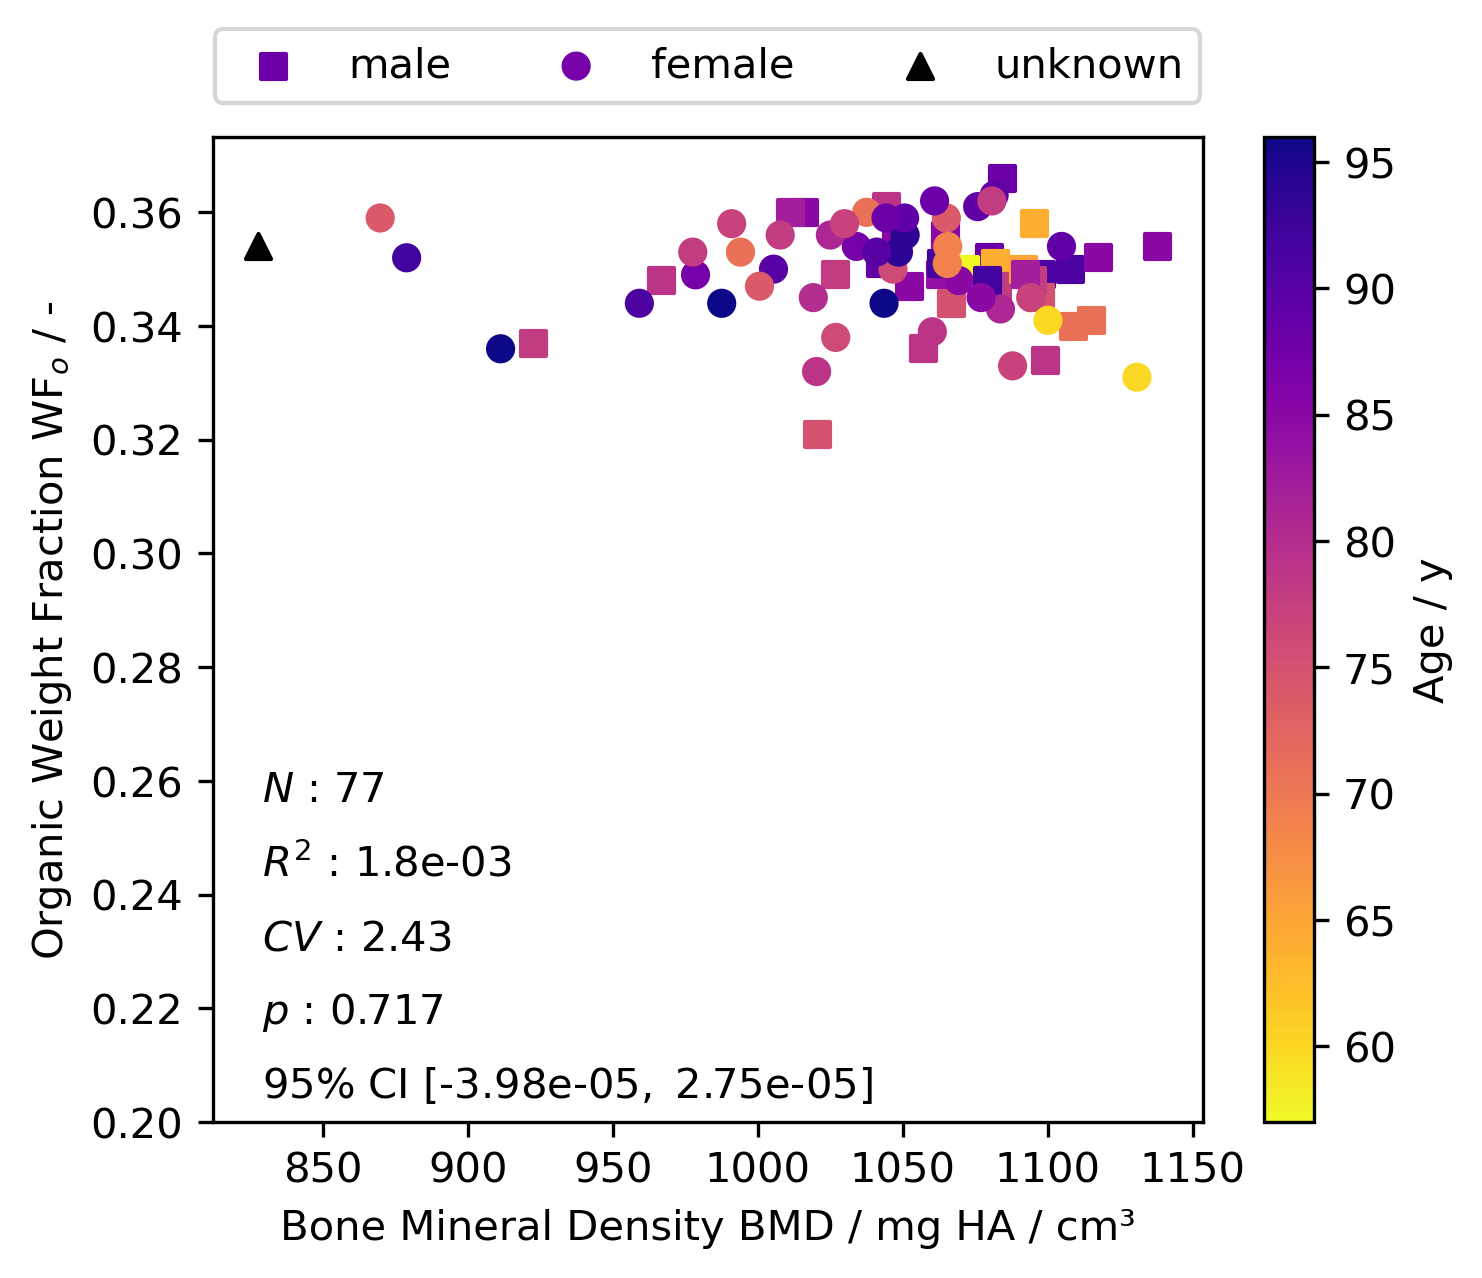 male female unknown
0.36
0.34
0.32
0.30
0.28
0.26
0.24
0.22
0.20
Organic Weight Fraction WFₒ / -
N : 77
R² : 1.8e-03
CV : 2.43
p : 0.717
95% CI [-3.98e-05, 2.75e-05]
850 900 950 1000 1050 1100 1150
Bone Mineral Density BMD / mg HA / cm³
95
90
85
80
75
70
65
60
Age / y